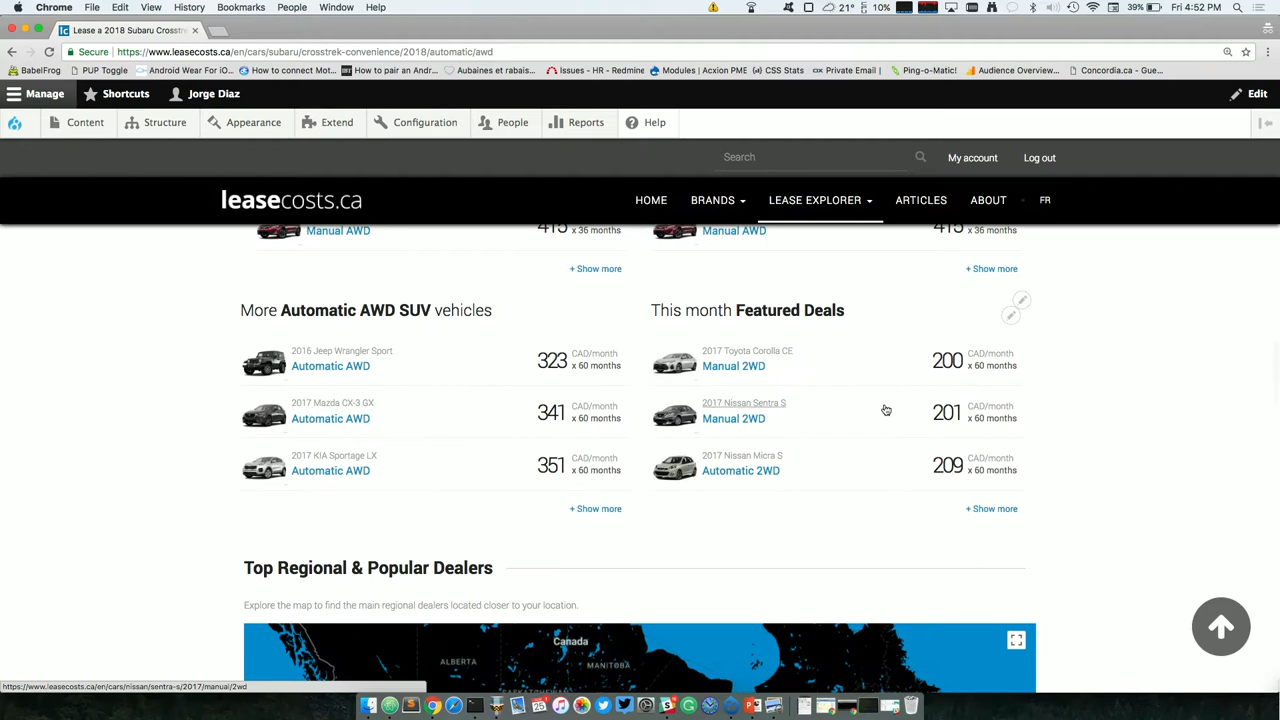 Chrome File Edit View History Bookmarks People Window Help 21° 10% 39% Fri 4:52 PM
Lease a 2018 Subaru Crosstre
Secure https://www.leasecosts.ca/en/cars/subaru/crosstrek-convenience/2018/automatic/awd
BabelFrog PUP Toggle Android Wear For iO... How to connect Mot... How to pair an Andr... Aubaines et rabais... Issues - HR - Redmine Modules | Acxion PME CSS Stats Private Email Ping-o-Matic! Audience Overview... Concordia.ca - Gue...
Manage Shortcuts Jorge Diaz Edit
Content Structure Appearance Extend Configuration People Reports Help
Search My account Log out
leasecosts.ca HOME BRANDS LEASE EXPLORER ARTICLES ABOUT FR
Manual AWD 415 x 36 months Manual AWD 415 x 36 months
+ Show more + Show more
More Automatic AWD SUV vehicles
2016 Jeep Wrangler Sport
Automatic AWD 323 CAD/month x 60 months
2017 Mazda CX-3 GX
Automatic AWD 341 CAD/month x 60 months
2017 KIA Sportage LX
Automatic AWD 351 CAD/month x 60 months
+ Show more
This month Featured Deals
2017 Toyota Corolla CE
Manual 2WD 200 CAD/month x 60 months
2017 Nissan Sentra S
Manual 2WD 201 CAD/month x 60 months
2017 Nissan Micra S
Automatic 2WD 209 CAD/month x 60 months
+ Show more
Top Regional & Popular Dealers
Explore the map to find the main regional dealers located closer to your location.
Canada
ALBERTA
MANITOBA
SASKATCHEWAN
https://www.leasecosts.ca/en/cars/nissan/sentra-s/2017/manual/2wd